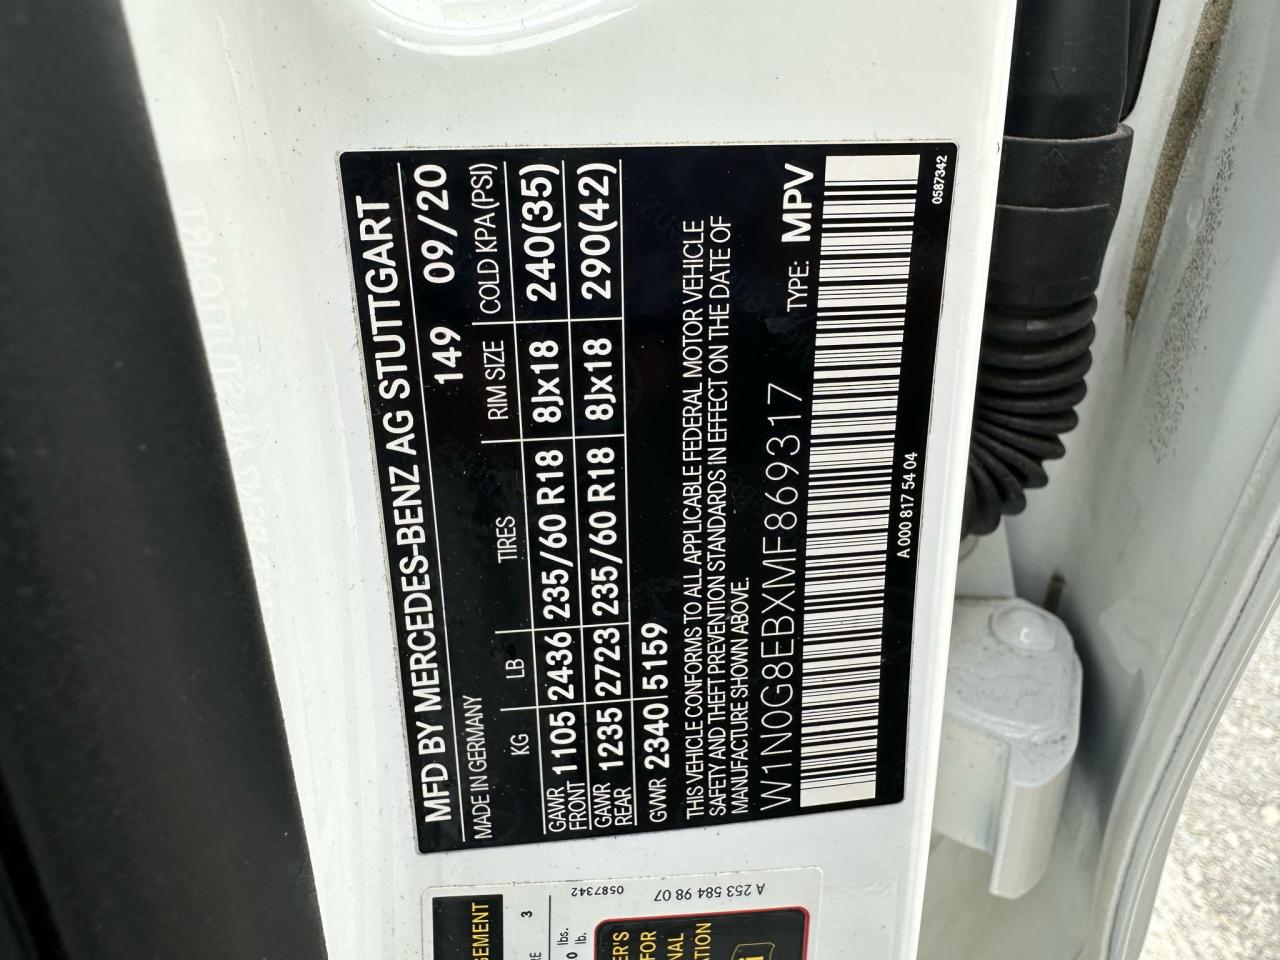 MFD BY MERCEDES-BENZ AG STUTTGART
MADE IN GERMANY 149 09/20
KG LB TIRES RIM SIZE COLD KPA(PSI)
GAWR FRONT 1105 2436 235/60 R18 8Jx18 240(35)
GAWR REAR 1235 2723 235/60 R18 8Jx18 290(42)
GVWR 2340 5159
THIS VEHICLE CONFORMS TO ALL APPLICABLE FEDERAL MOTOR VEHICLE
SAFETY AND THEFT PREVENTION STANDARDS IN EFFECT ON THE DATE OF
MANUFACTURE SHOWN ABOVE.
W1N0G8EBXMF869317 TYPE: MPV
A 000 817 54 04
0587342
A 253 584 98 07
0587342
3
lbs.
lb.
FOR